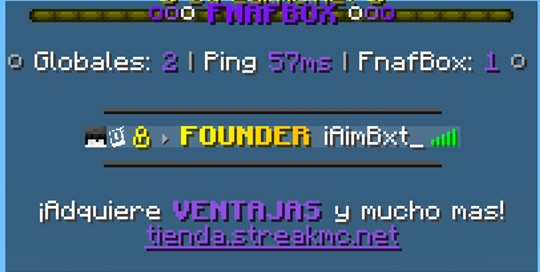 FNAFBOX
Globales: 2 | Ping 57ms | FnafBox: 1
FOUNDER iAimBxt_
¡Adquiere VENTAJAS y mucho mas!
tienda.streakmc.net